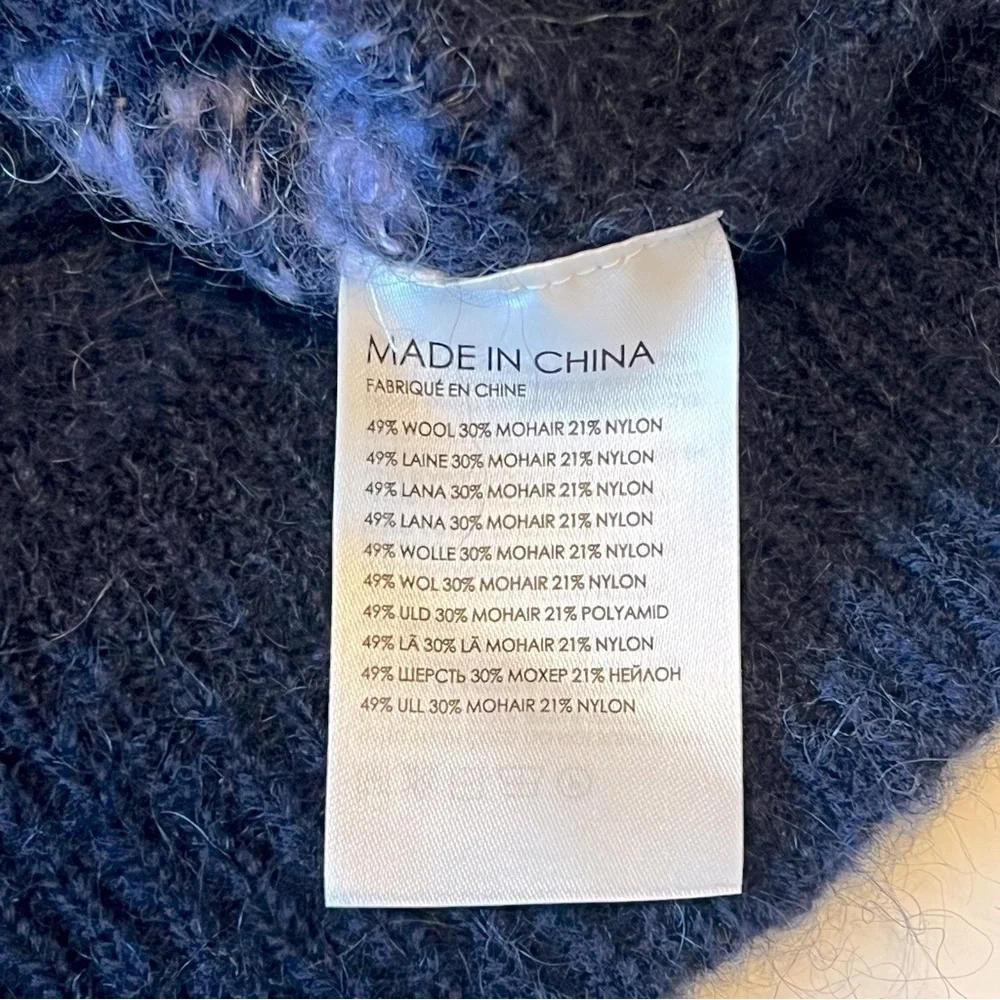 MADE IN CHINA
FABRIQUÉ EN CHINE
49% WOOL 30% MOHAIR 21% NYLON
49% LAINE 30% MOHAIR 21% NYLON
49% LANA 30% MOHAIR 21% NYLON
49% LANA 30% MOHAIR 21% NYLON
49% WOLLE 30% MOHAIR 21% NYLON
49% WOL 30% MOHAIR 21% NYLON
49% ULD 30% MOHAIR 21% POLYAMID
49% LÃ 30% LÃ MOHAIR 21% NYLON
49% ШЕРСТЬ 30% МОХЕР 21% НЕЙЛОН
49% ULL 30% MOHAIR 21% NYLON